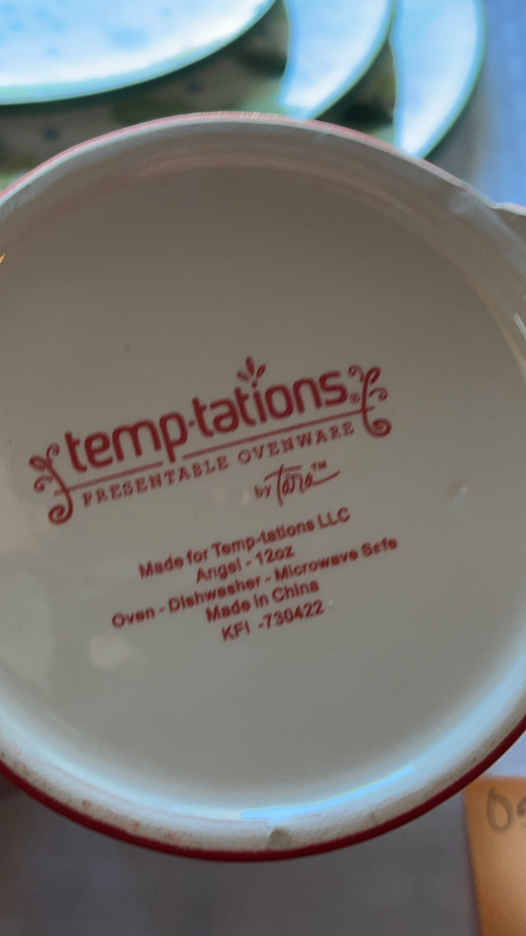 temp·tations®
PRESENTABLE OVENWARE
by Tara™
Made for Temp-tations LLC
Angel - 12oz
Oven - Dishwasher - Microwave Safe
Made in China
KFI -730422